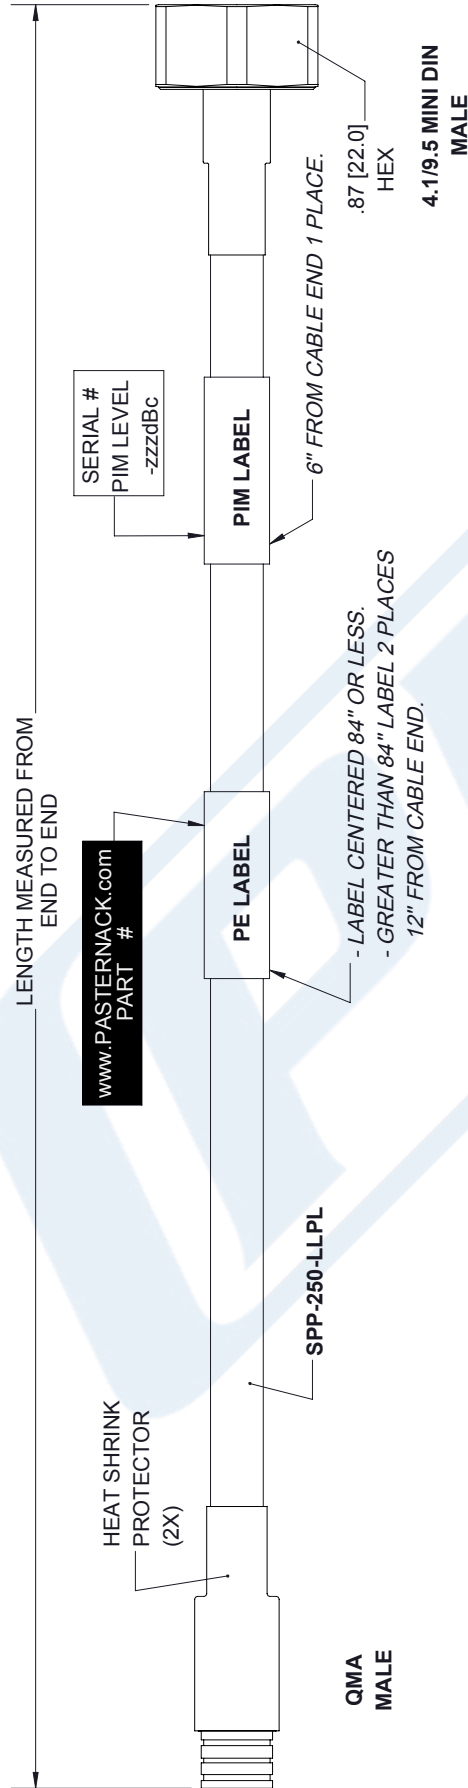 LENGTH MEASURED FROM
END TO END
www.PASTERNACK.com
PART #
SERIAL #
PIM LEVEL
-zzzdBc
HEAT SHRINK
PROTECTOR
(2X)
PE LABEL
PIM LABEL
SPP-250-LLPL
- LABEL CENTERED 84" OR LESS.
- GREATER THAN 84" LABEL 2 PLACES
12" FROM CABLE END.
6" FROM CABLE END 1 PLACE.
.87 [22.0]
HEX
QMA
MALE
4.1/9.5 MINI DIN
MALE